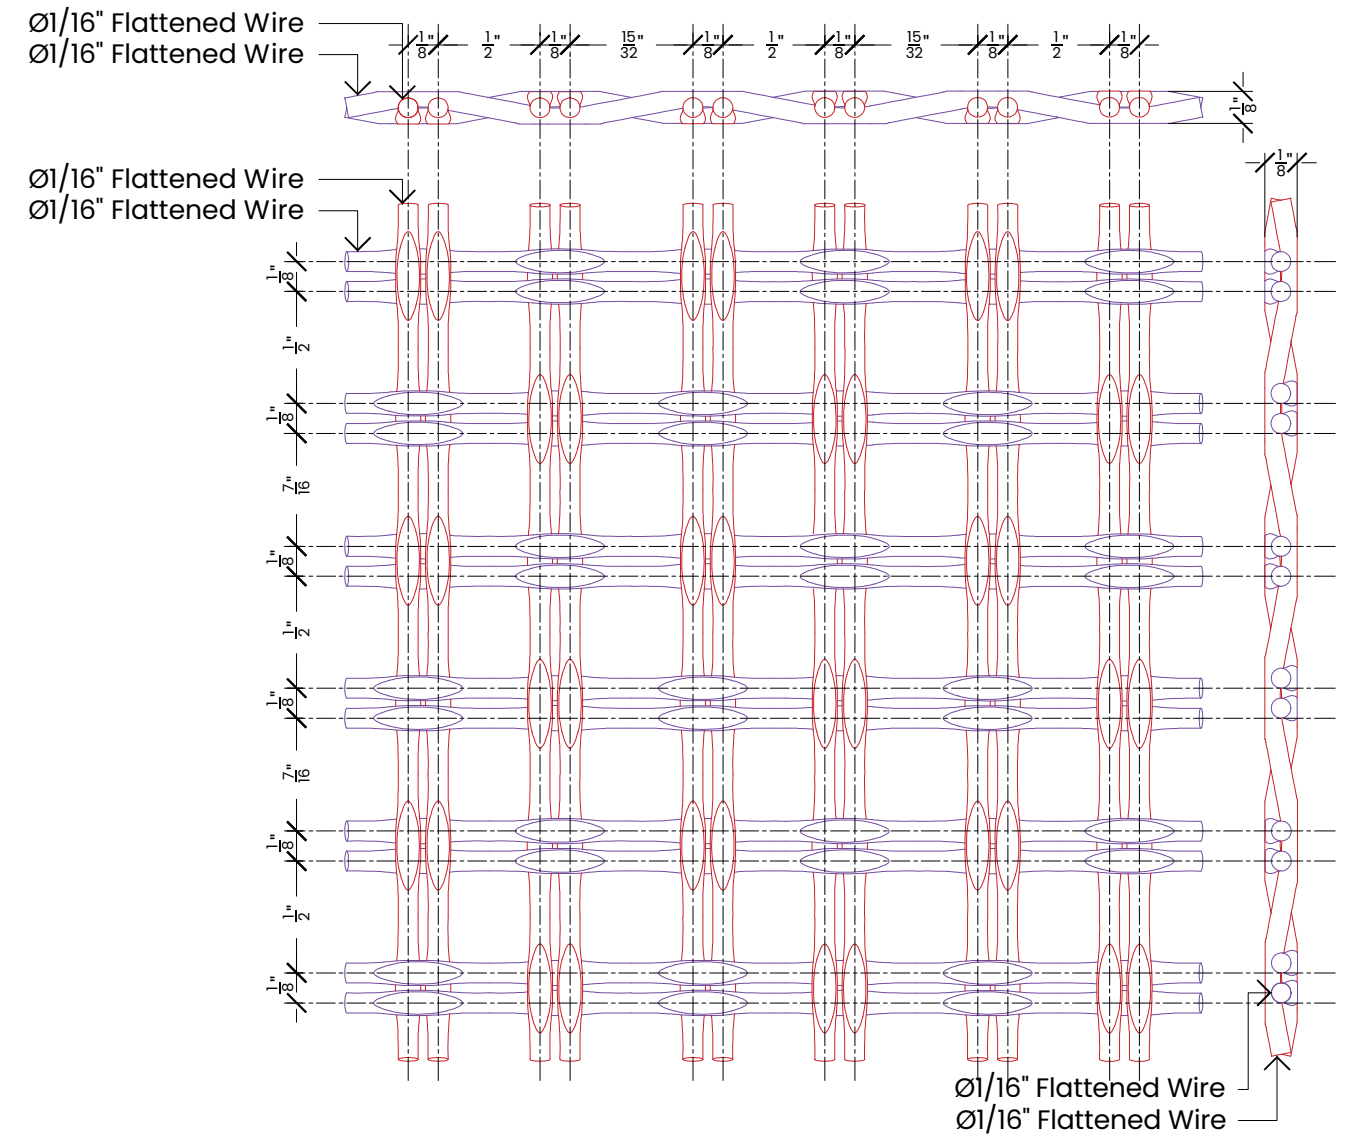 Ø1/16" Flattened Wire
Ø1/16" Flattened Wire
1/8" 1/2" 1/8" 15/32" 1/8" 1/2" 1/8" 15/32" 1/8" 1/2" 1/8"
1/8"
1/8"
Ø1/16" Flattened Wire
Ø1/16" Flattened Wire
1/8"
1/2"
1/8"
7/16"
1/8"
1/2"
1/8"
7/16"
1/8"
1/2"
1/8"
Ø1/16" Flattened Wire
Ø1/16" Flattened Wire